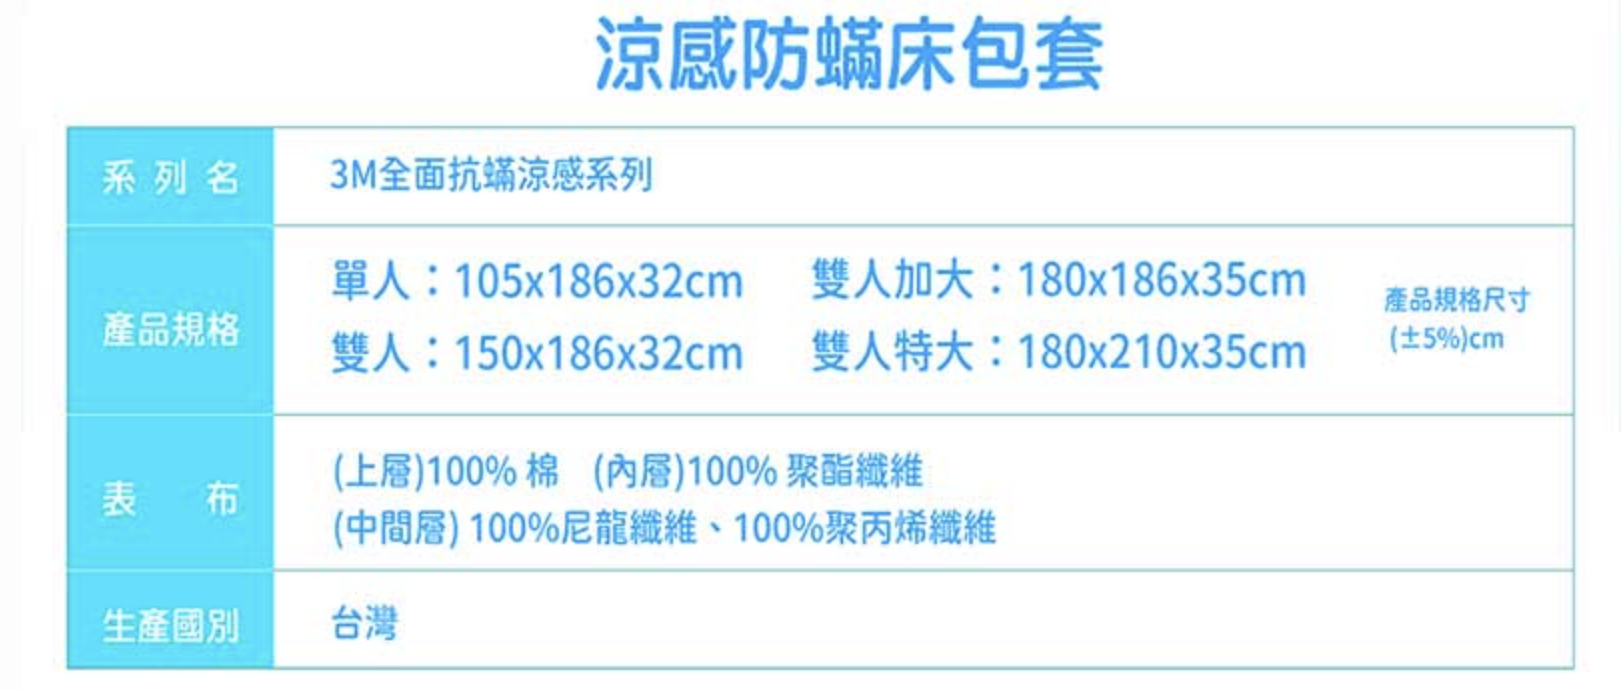 涼感防蟎床包套
系列名 3M全面抗蟎涼感系列
產品規格
單人：105x186x32cm 雙人加大：180x186x35cm
雙人：150x186x32cm 雙人特大：180x210x35cm
產品規格尺寸
(±5%)cm
表布
(上層)100% 棉 (內層)100% 聚酯纖維
(中間層) 100%尼龍纖維、100%聚丙烯纖維
生產國別 台灣